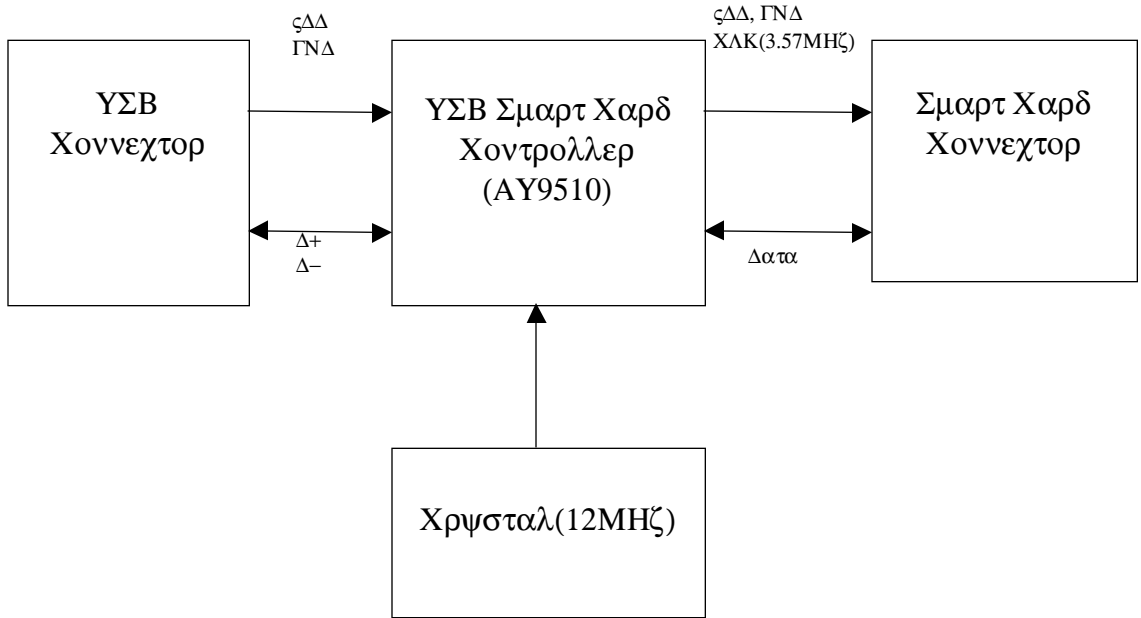 ςΔΔ
ΓΝΔ
ςΔΔ, ΓΝΔ
ΧΛΚ(3.57ΜΗζ)
ΥΣΒ
Χοννεχτορ
ΥΣΒ Σμαρτ Χαρδ
Χοντρολλερ
(ΑΥ9510)
Σμαρτ Χαρδ
Χοννεχτορ
Δ+
Δ−
Δατα
Χρψσταλ(12ΜΗζ)